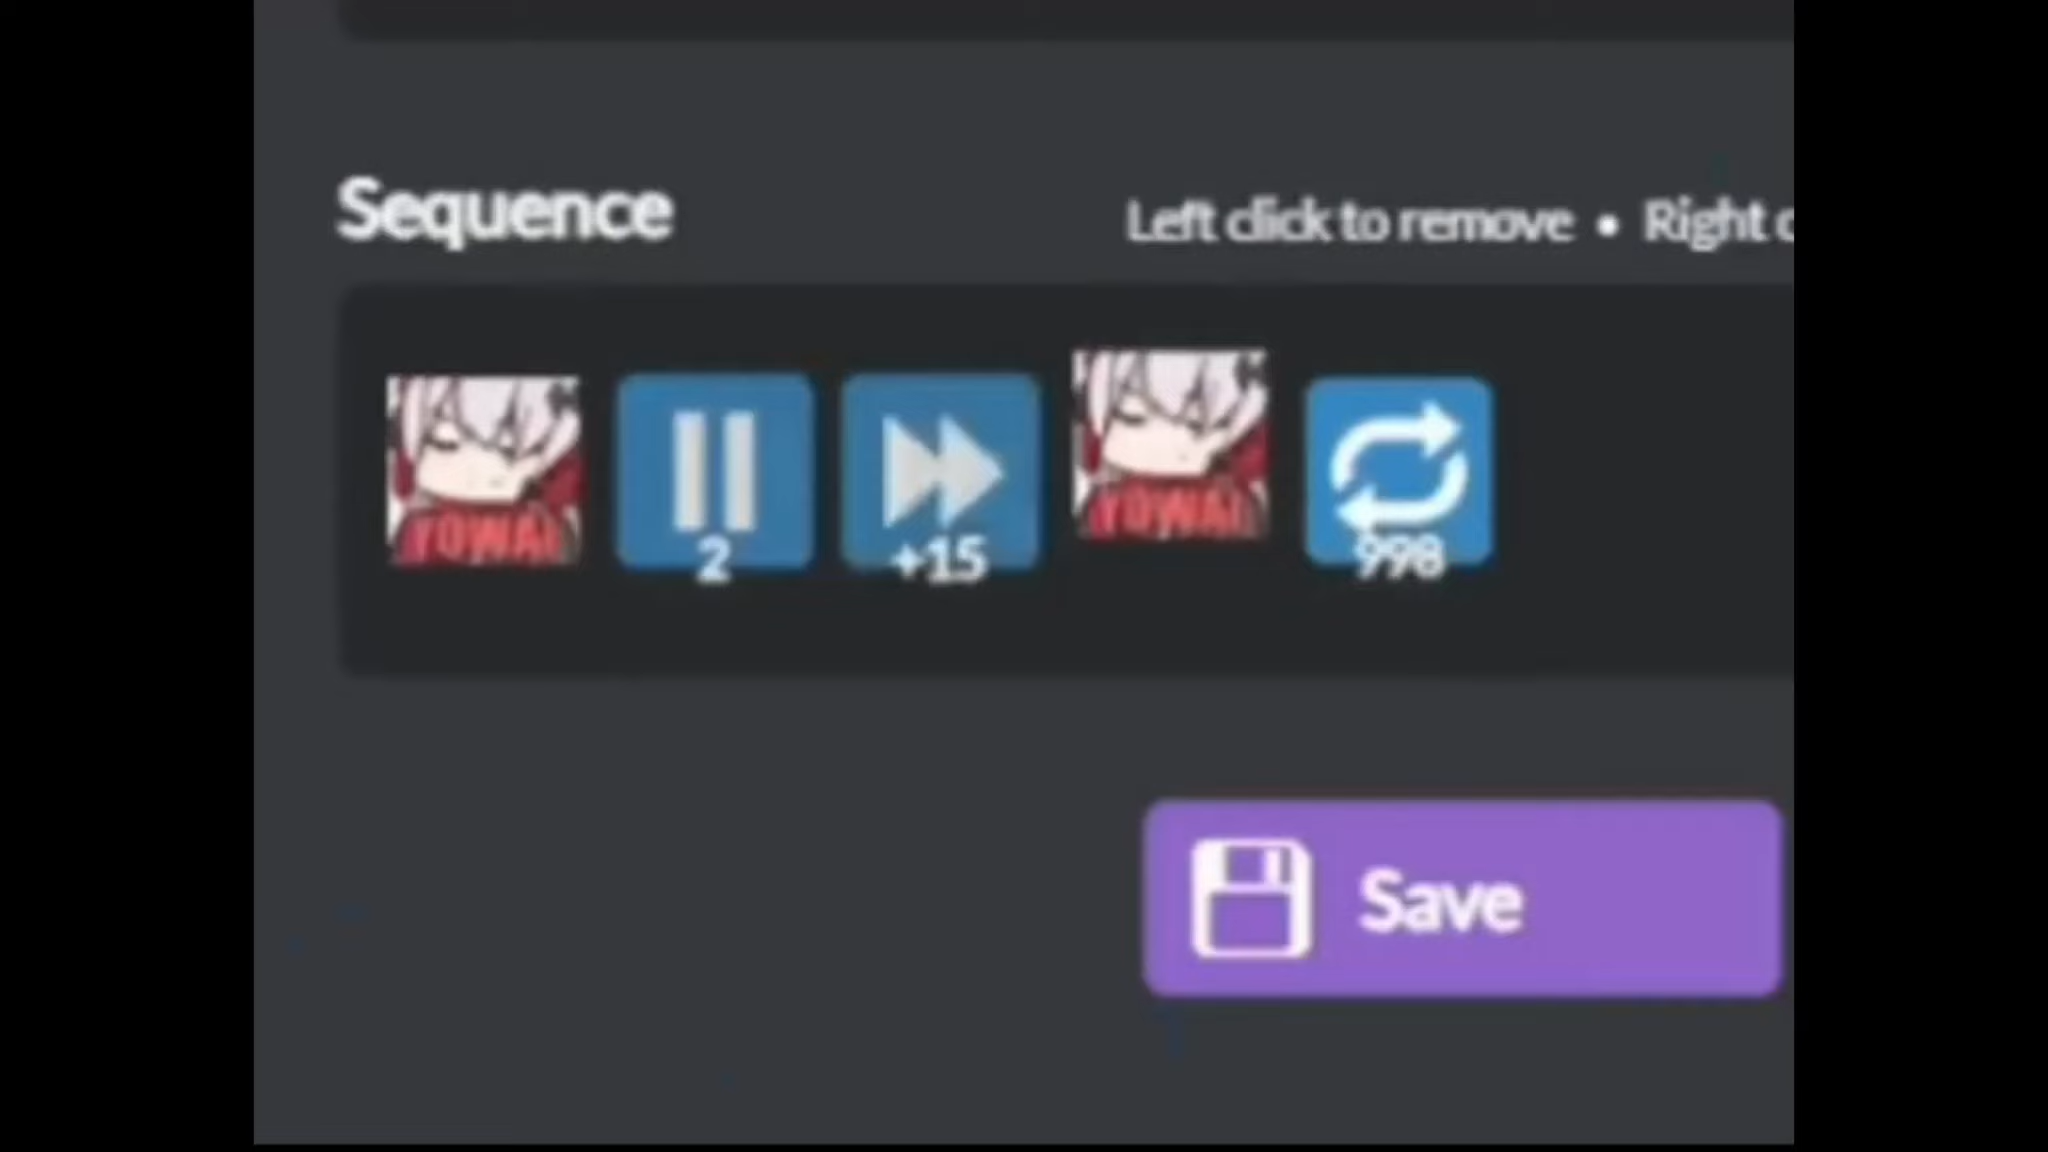 Sequence
Left click to remove • Right c
YOWAI
2
+15
YOWAI
998
Save